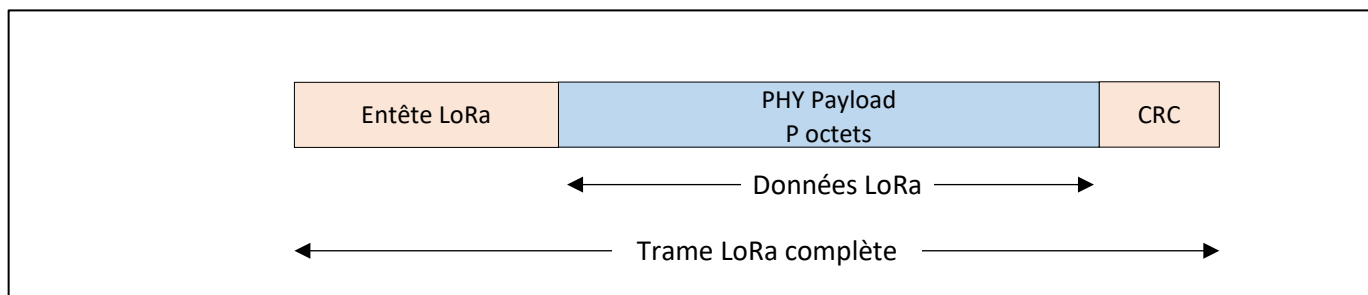 Entête LoRa
PHY Payload
P octets
CRC
Données LoRa
Trame LoRa complète